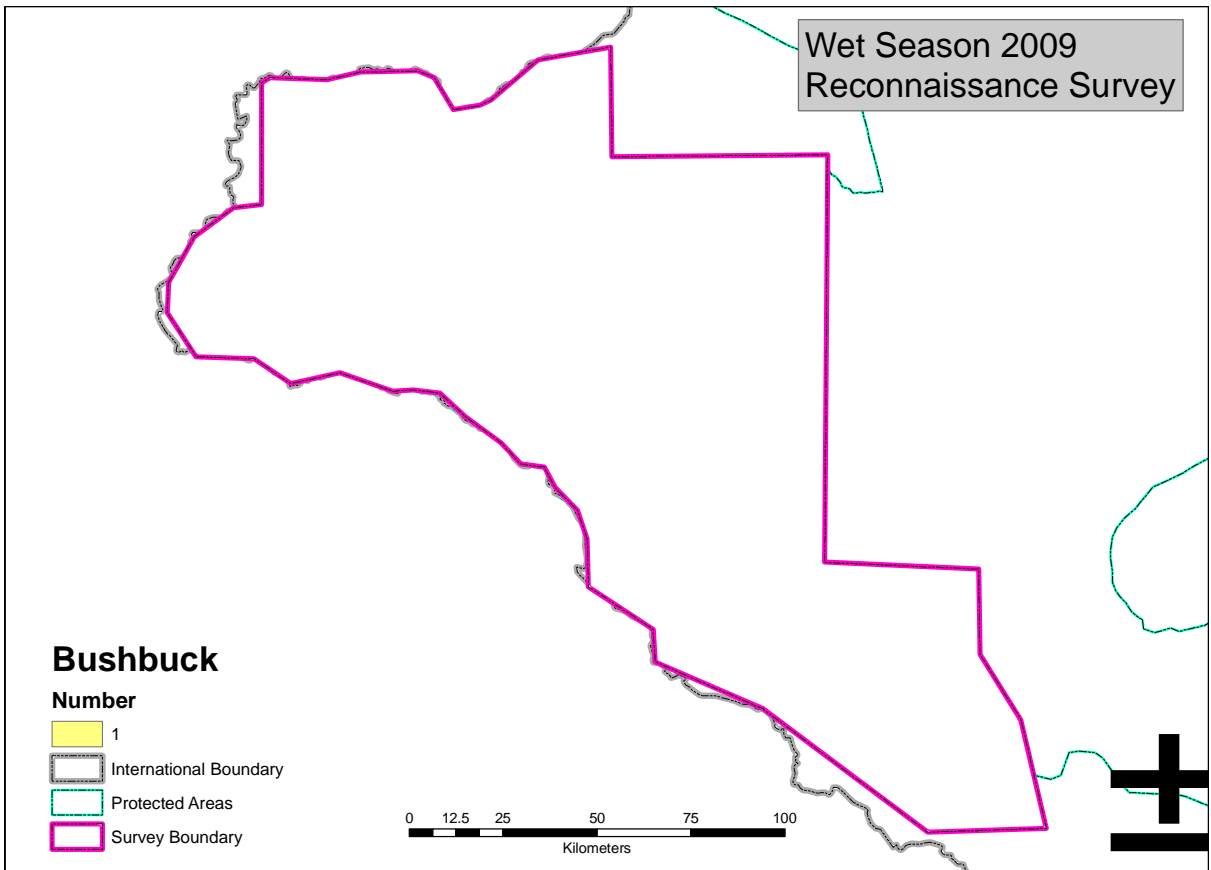 Wet Season 2009
Reconnaissance Survey
Bushbuck
Number
1
International Boundary
Protected Areas
Survey Boundary
0 12.5 25 50 75 100
Kilometers